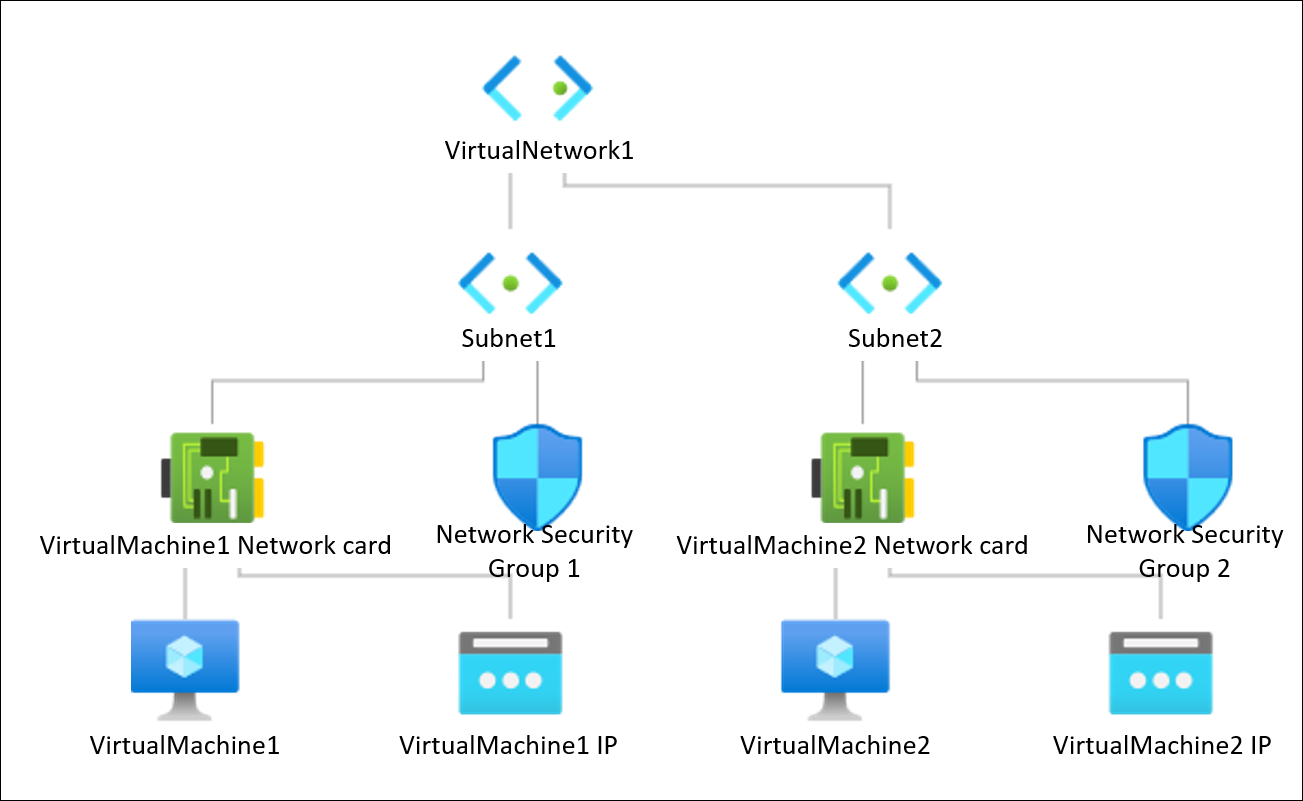 VirtualNetwork1
Subnet1
Subnet2
VirtualMachine1 Network card
Network Security
Group 1
VirtualMachine2 Network card
Network Security
Group 2
VirtualMachine1
VirtualMachine1 IP
VirtualMachine2
VirtualMachine2 IP